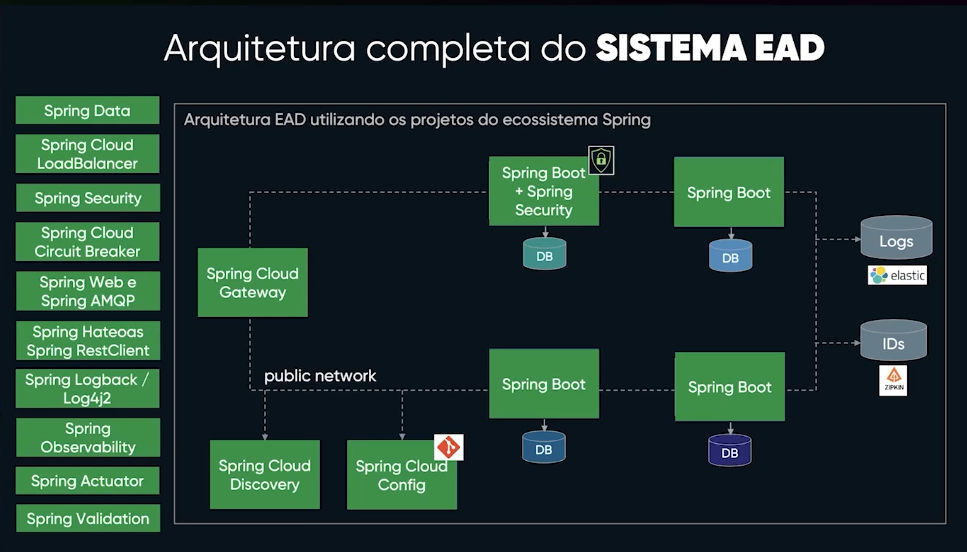 Arquitetura completa do SISTEMA EAD
Spring Data
Spring Cloud
LoadBalancer
Spring Security
Spring Cloud
Circuit Breaker
Spring Web e
Spring AMQP
Spring Hateoas
Spring RestClient
Spring Logback /
Log4j2
Spring
Observability
Spring Actuator
Spring Validation
Arquitetura EAD utilizando os projetos do ecossistema Spring
Spring Boot
+ Spring
Security
DB
Spring Boot
DB
Logs
elastic
Spring Cloud
Gateway
IDs
ZIPKIN
public network
Spring Boot
DB
Spring Boot
DB
Spring Cloud
Discovery
Spring Cloud
Config